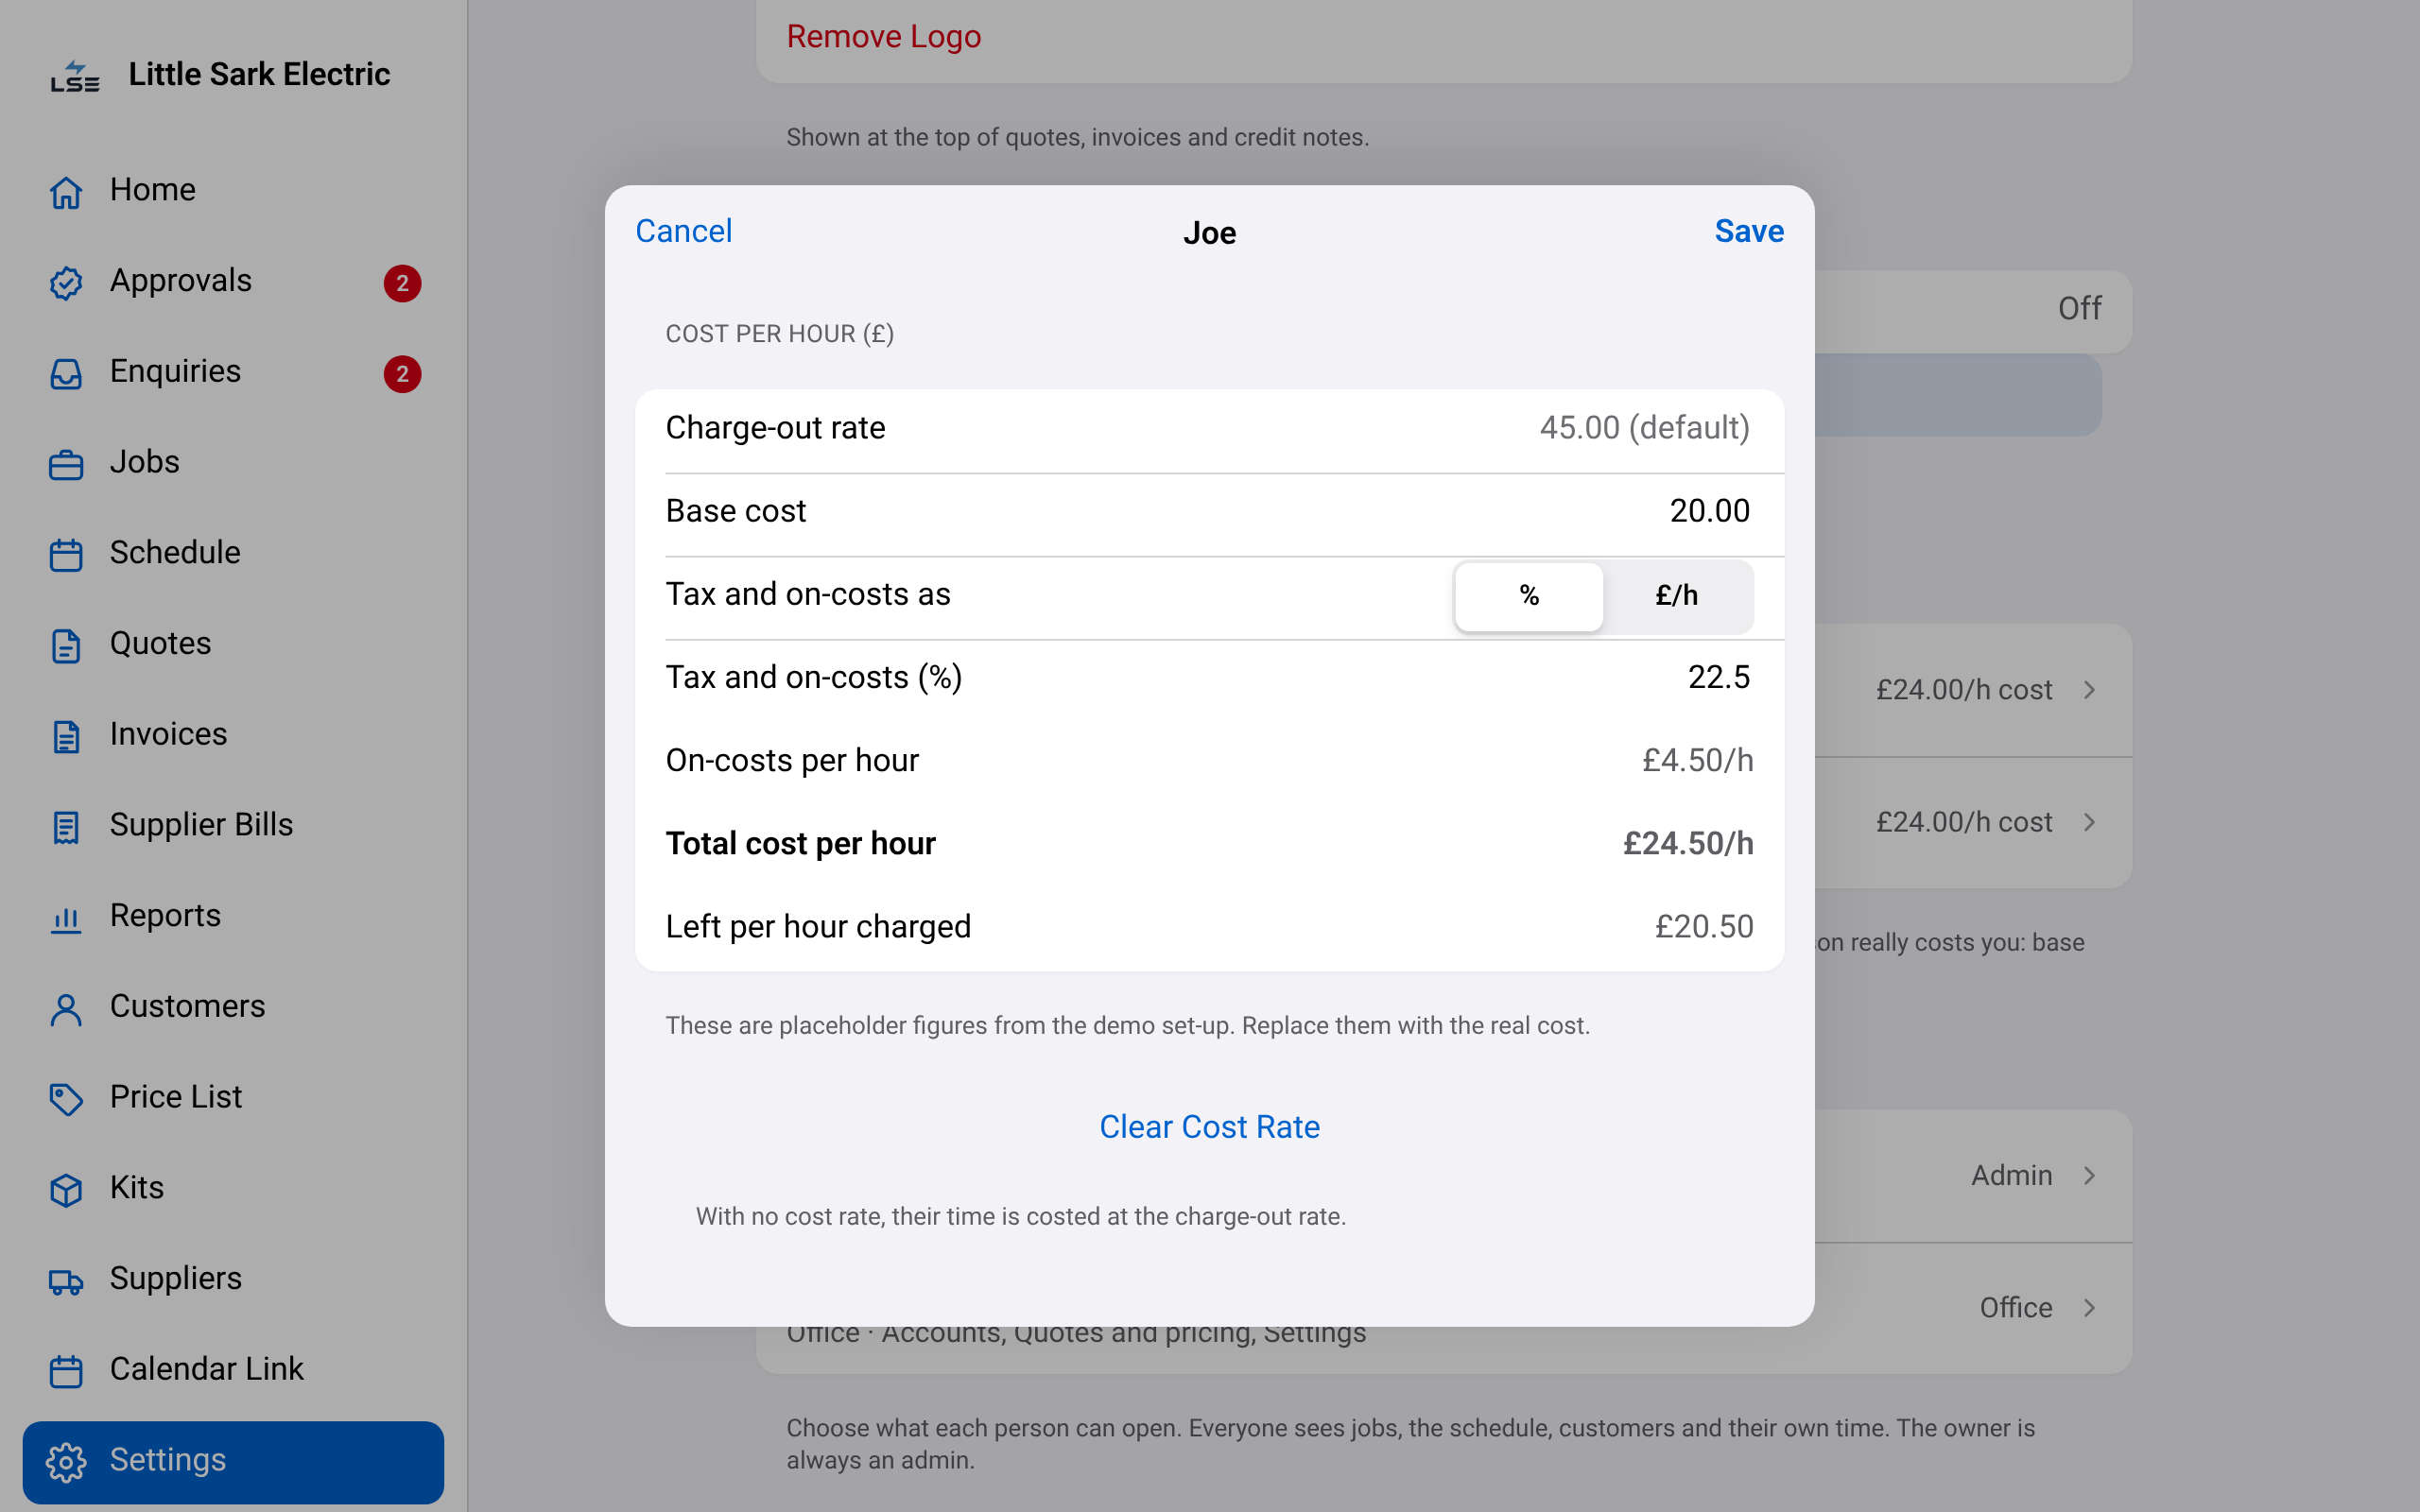 LSE
Little Sark Electric
Home
Approvals 2
Enquiries 2
Jobs
Schedule
Quotes
Invoices
Supplier Bills
Reports
Customers
Price List
Kits
Suppliers
Calendar Link
Settings
Remove Logo
Shown at the top of quotes, invoices and credit notes.
Off
£24.00/h cost
£24.00/h cost
really costs you: base
Admin
Office
Office · Accounts, Quotes and pricing, Settings
Choose what each person can open. Everyone sees jobs, the schedule, customers and their own time. The owner is
always an admin.
Cancel
Joe
Save
COST PER HOUR (£)
Charge-out rate 45.00 (default)
Base cost 20.00
Tax and on-costs as % £/h
Tax and on-costs (%) 22.5
On-costs per hour £4.50/h
Total cost per hour £24.50/h
Left per hour charged £20.50
These are placeholder figures from the demo set-up. Replace them with the real cost.
Clear Cost Rate
With no cost rate, their time is costed at the charge-out rate.